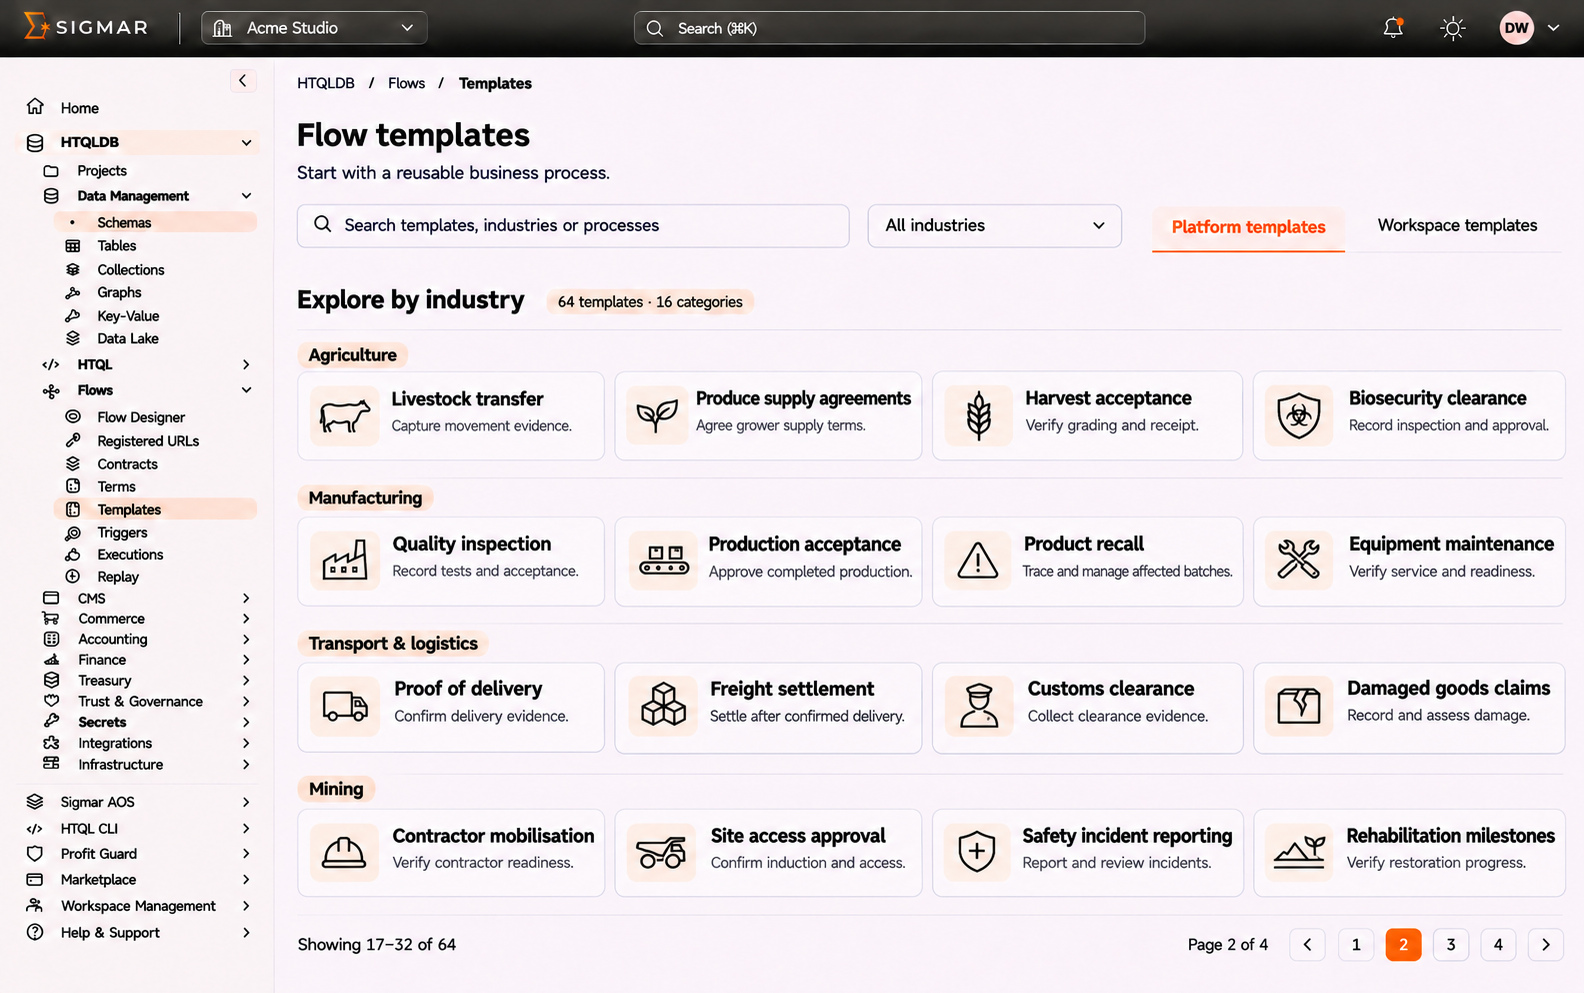 SIGMAR
Acme Studio
Search (⌘K)
DW
Home
HTQLDB
Projects
Data Management
Schemas
Tables
Collections
Graphs
Key-Value
Data Lake
HTQL
Flows
Flow Designer
Registered URLs
Contracts
Terms
Templates
Triggers
Executions
Replay
CMS
Commerce
Accounting
Finance
Treasury
Trust & Governance
Secrets
Integrations
Infrastructure
Sigmar AOS
HTQL CLI
Profit Guard
Marketplace
Workspace Management
Help & Support
HTQLDB / Flows / Templates
Flow templates
Start with a reusable business process.
Search templates, industries or processes
All industries
Platform templates
Workspace templates
Explore by industry
64 templates · 16 categories
Agriculture
Livestock transfer
Capture movement evidence.
Produce supply agreements
Agree grower supply terms.
Harvest acceptance
Verify grading and receipt.
Biosecurity clearance
Record inspection and approval.
Manufacturing
Quality inspection
Record tests and acceptance.
Production acceptance
Approve completed production.
Product recall
Trace and manage affected batches.
Equipment maintenance
Verify service and readiness.
Transport & logistics
Proof of delivery
Confirm delivery evidence.
Freight settlement
Settle after confirmed delivery.
Customs clearance
Collect clearance evidence.
Damaged goods claims
Record and assess damage.
Mining
Contractor mobilisation
Verify contractor readiness.
Site access approval
Confirm induction and access.
Safety incident reporting
Report and review incidents.
Rehabilitation milestones
Verify restoration progress.
Showing 17–32 of 64
Page 2 of 4
1
2
3
4